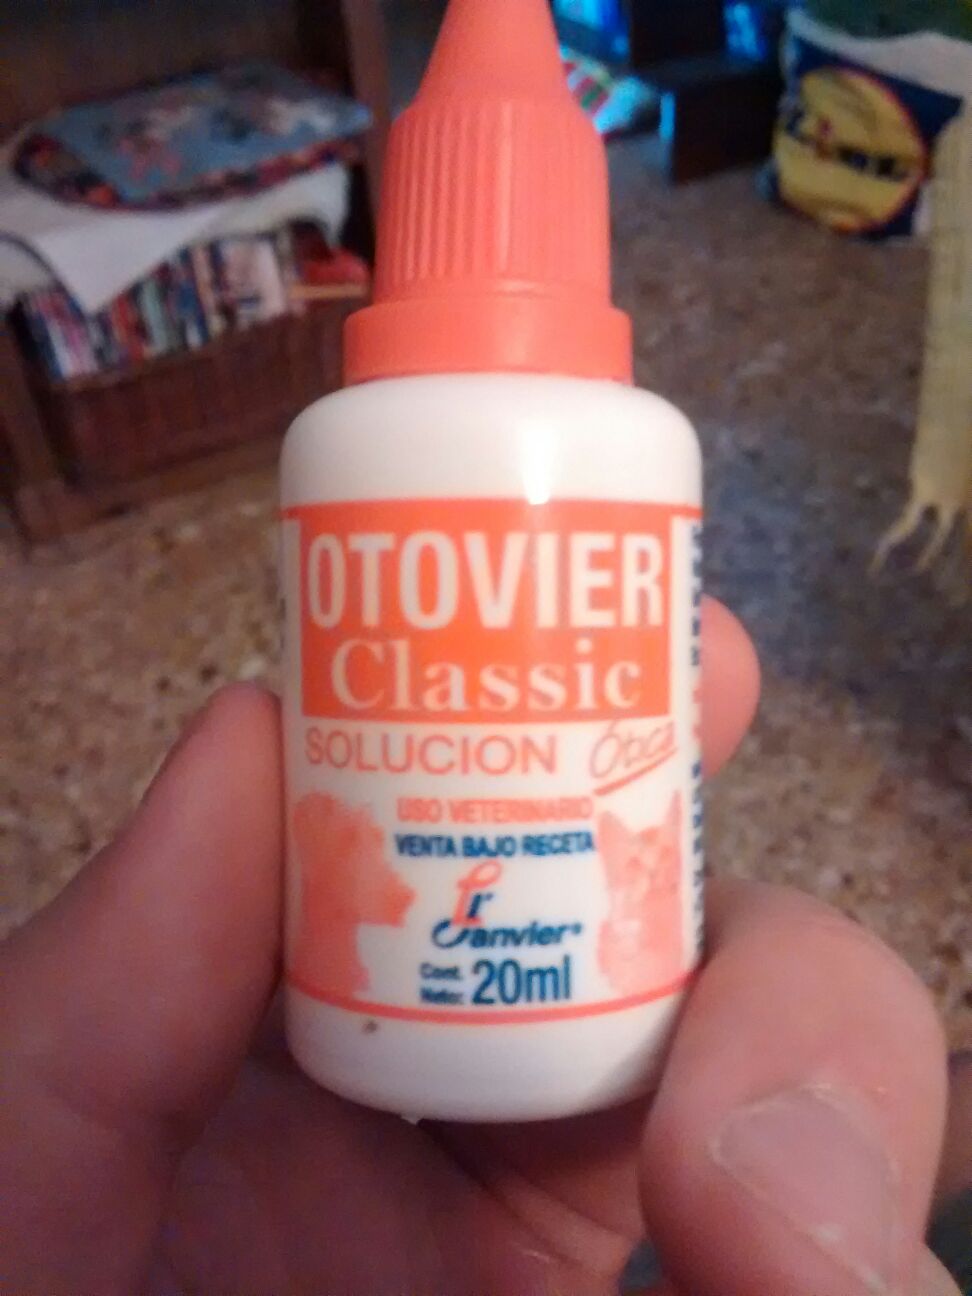 OTOVIER
Classic
SOLUCION Ótica
USO VETERINARIO
VENTA BAJO RECETA
Janvier®
Cont.
Neto: 20ml